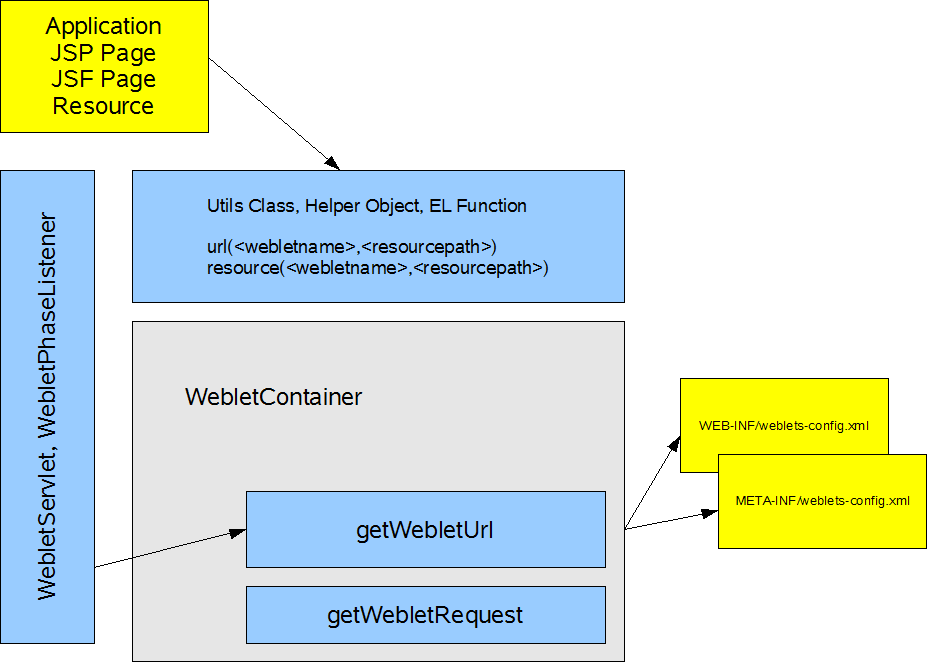 Application
JSP Page
JSF Page
Resource
Utils Class, Helper Object, EL Function
url(<webletname>,<resourcepath>)
resource(<webletname>,<resourcepath>)
WebletServlet, WebletPhaseListener
WebletContainer
WEB-INF/weblets-config.xml
META-INF/weblets-config.xml
getWebletUrl
getWebletRequest